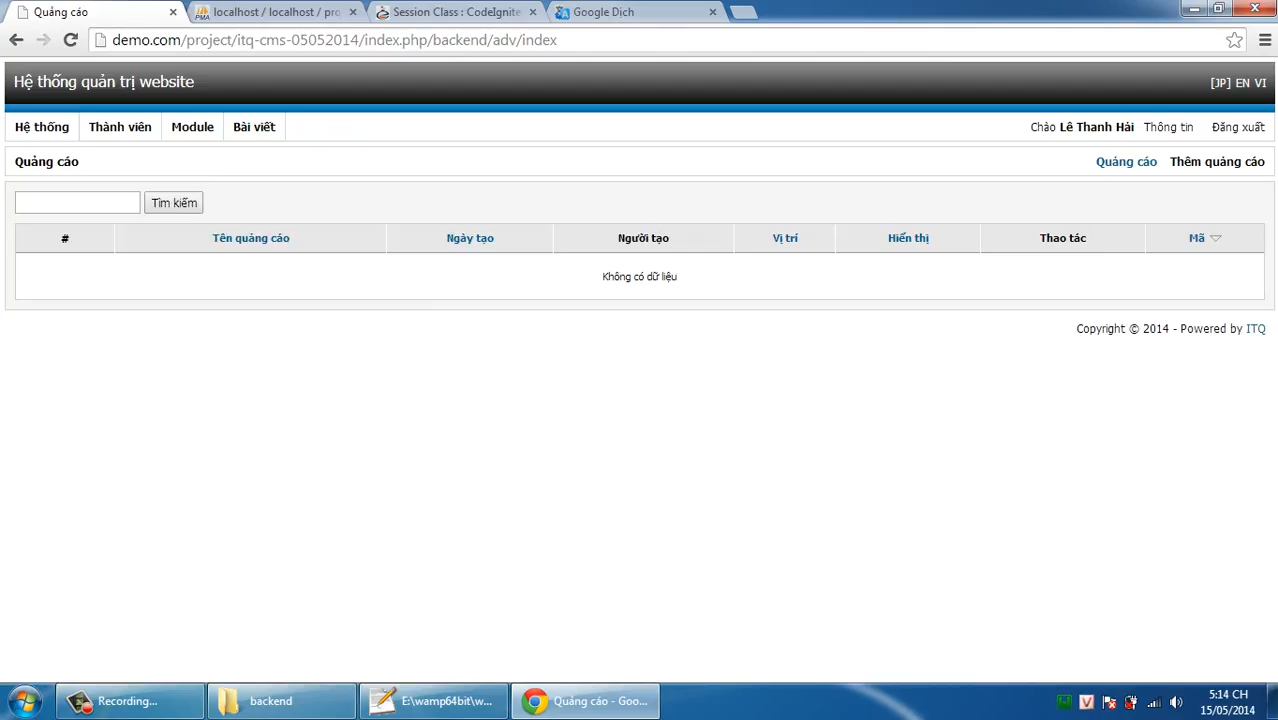 Quảng cáo
localhost / localhost / pro
Session Class : CodeIgnite
Google Dịch
demo.com/project/itq-cms-05052014/index.php/backend/adv/index
Hệ thống quản trị website
[JP] EN VI
Hệ thống Thành viên Module Bài viết
Chào Lê Thanh Hải Thông tin Đăng xuất
Quảng cáo
Quảng cáo Thêm quảng cáo
Tìm kiếm
# Tên quảng cáo Ngày tạo Người tạo Vị trí Hiển thị Thao tác Mã
Không có dữ liệu
Copyright © 2014 - Powered by ITQ
Recording...
backend
E:\wamp64bit\w...
Quảng cáo - Goo...
5:14 CH
15/05/2014